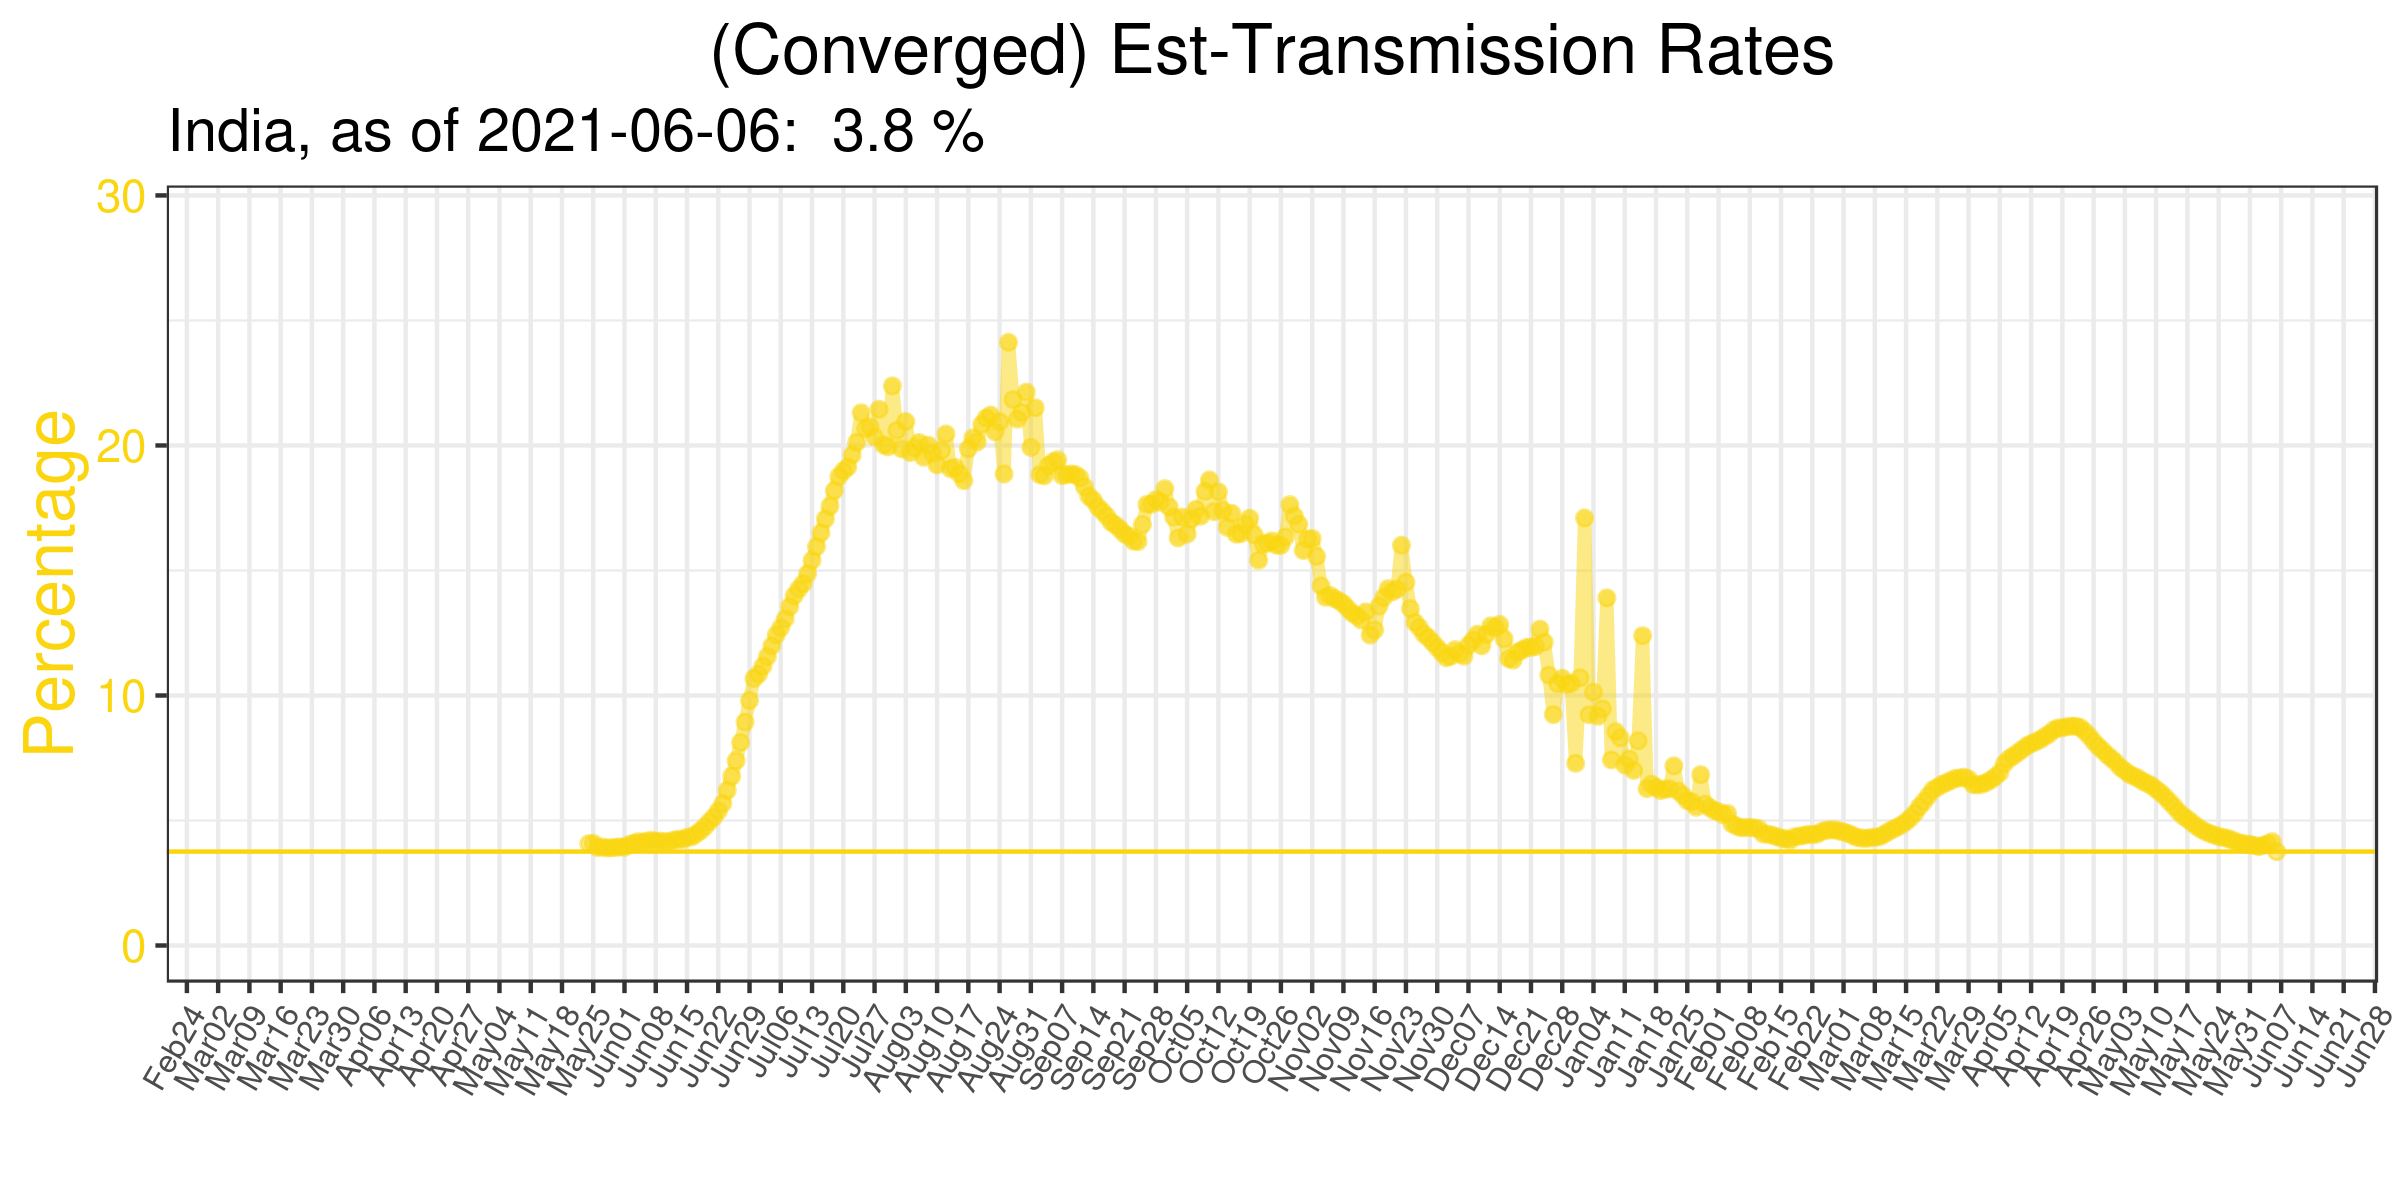 (Converged) Est-Transmission Rates
India, as of 2021-06-06:  3.8 %
Percentage
30
20
10
0
Feb24
Mar02
Mar09
Mar16
Mar23
Mar30
Apr06
Apr13
Apr20
Apr27
May04
May11
May18
May25
Jun01
Jun08
Jun15
Jun22
Jun29
Jul06
Jul13
Jul20
Jul27
Aug03
Aug10
Aug17
Aug24
Aug31
Sep07
Sep14
Sep21
Sep28
Oct05
Oct12
Oct19
Oct26
Nov02
Nov09
Nov16
Nov23
Nov30
Dec07
Dec14
Dec21
Dec28
Jan04
Jan11
Jan18
Jan25
Feb01
Feb08
Feb15
Feb22
Mar01
Mar08
Mar15
Mar22
Mar29
Apr05
Apr12
Apr19
Apr26
May03
May10
May17
May24
May31
Jun07
Jun14
Jun21
Jun28